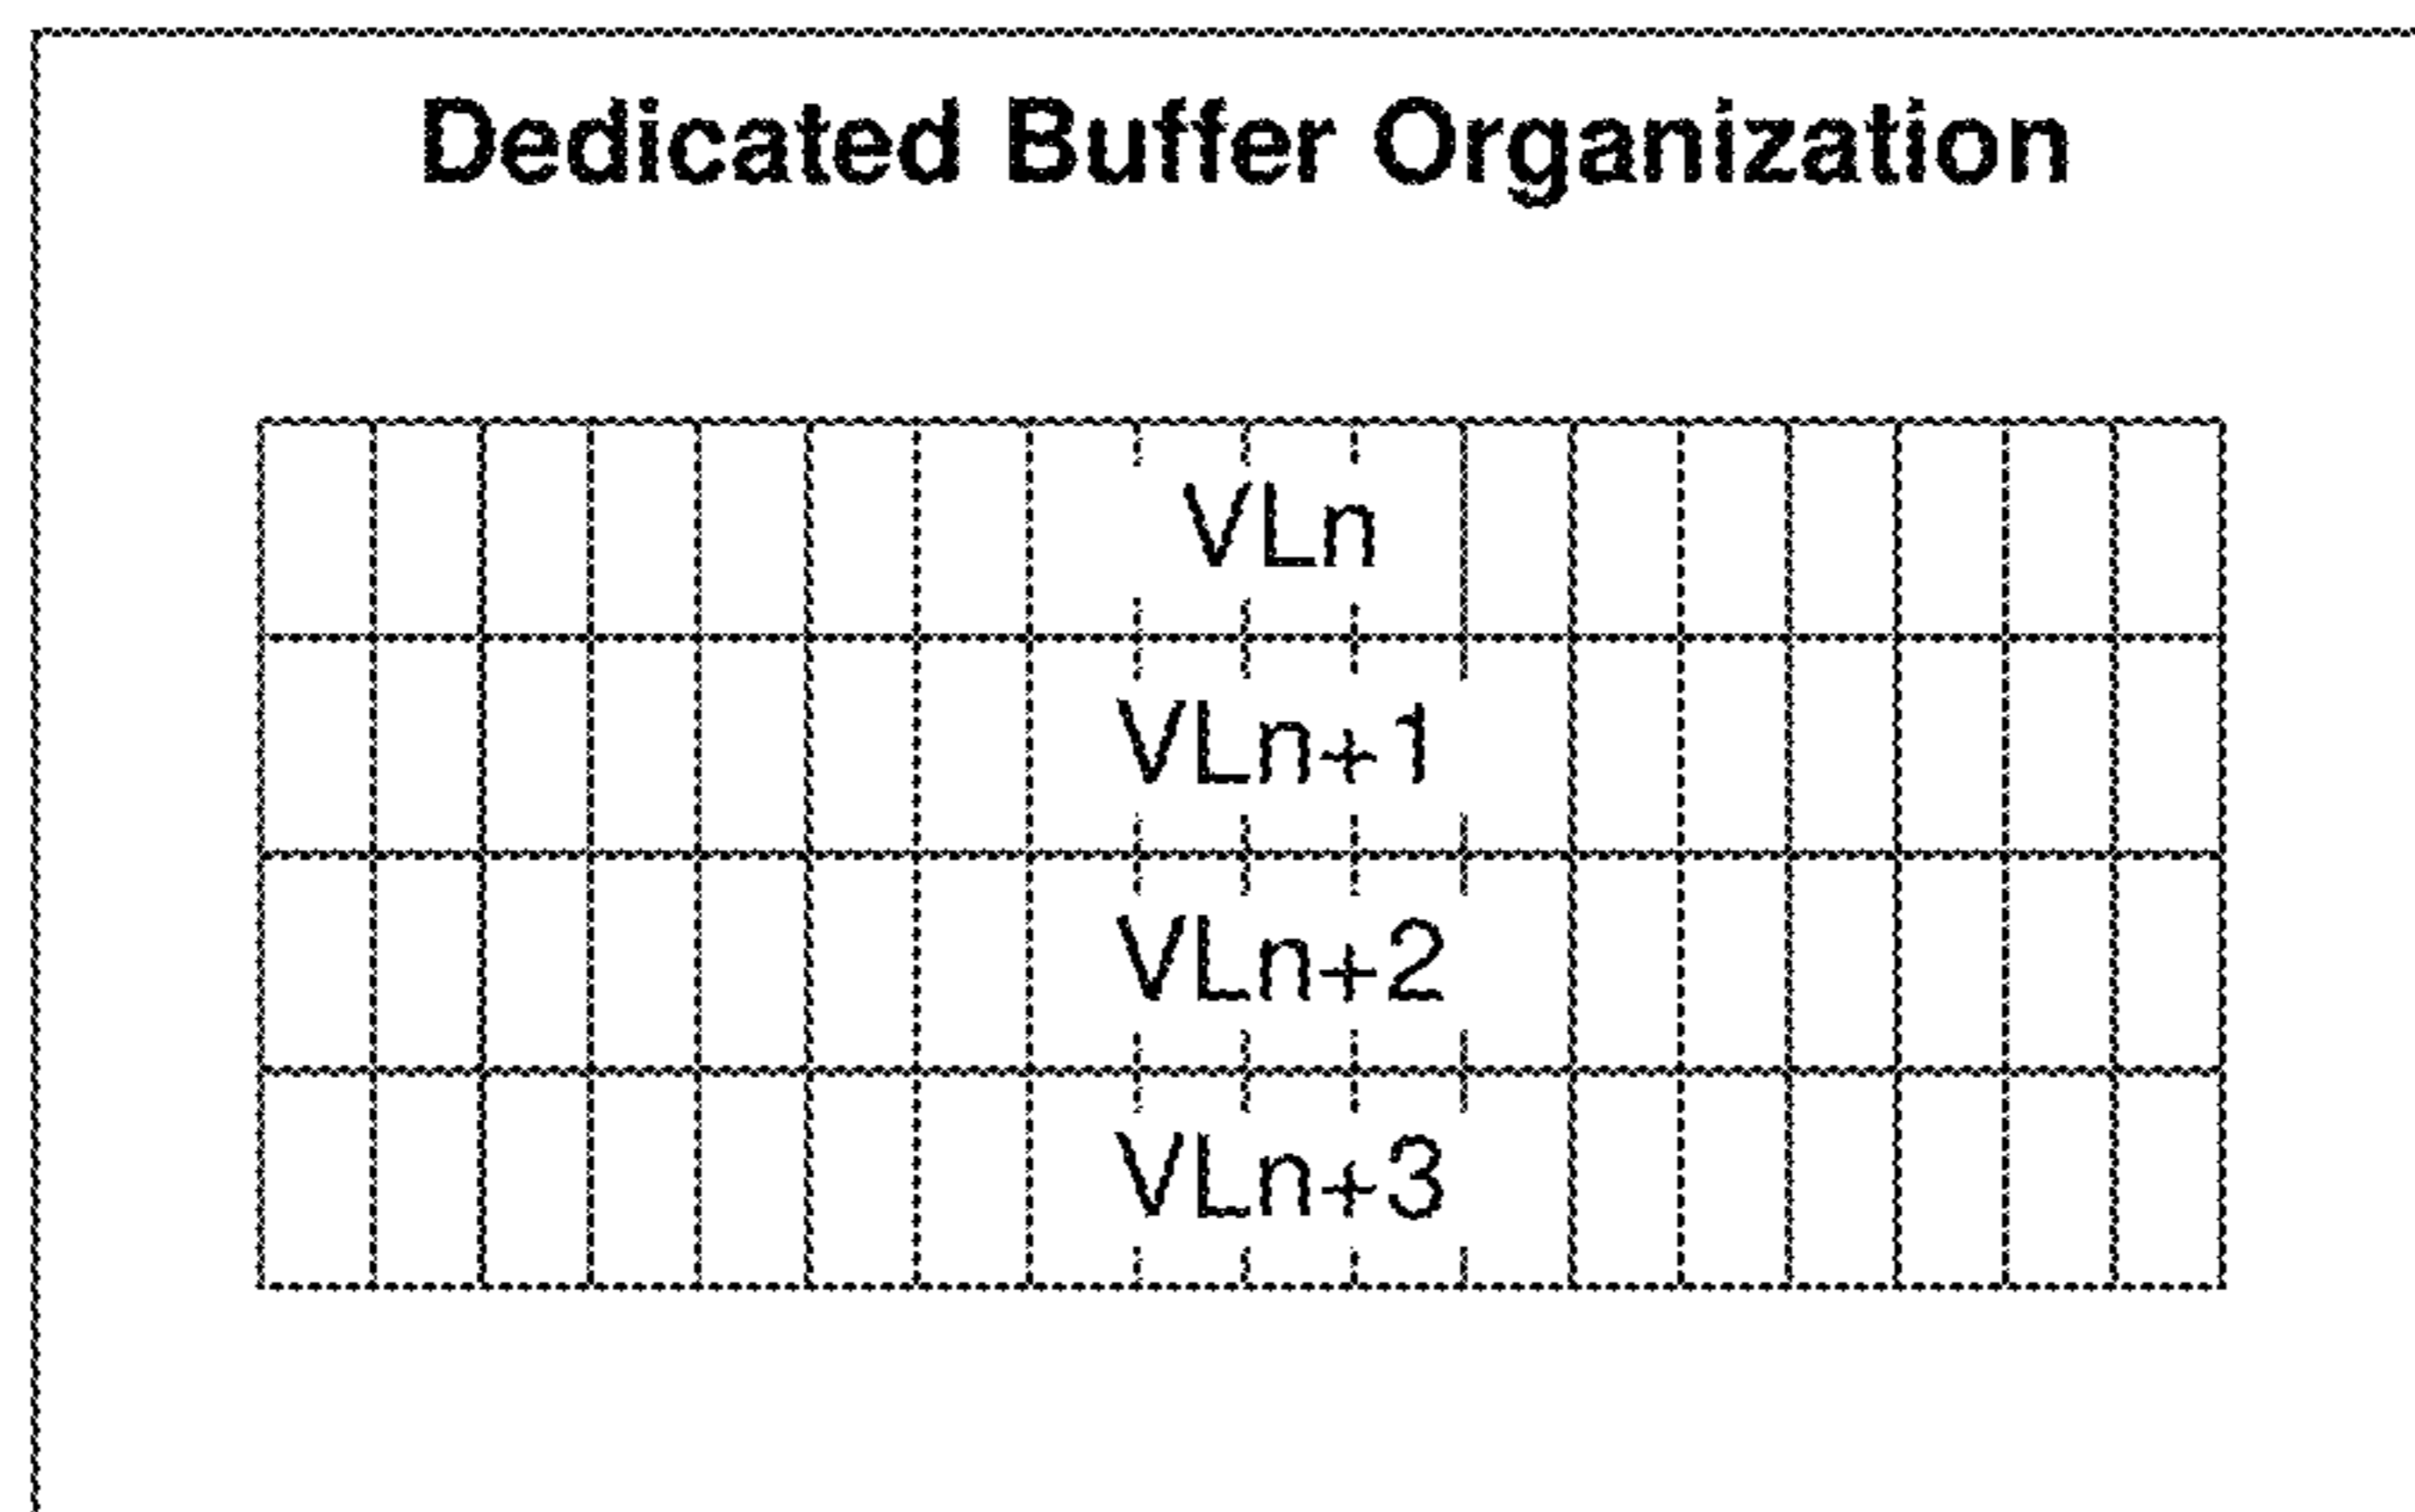 Dedicated Buffer Organization
VLn
VLn+1
VLn+2
VLn+3